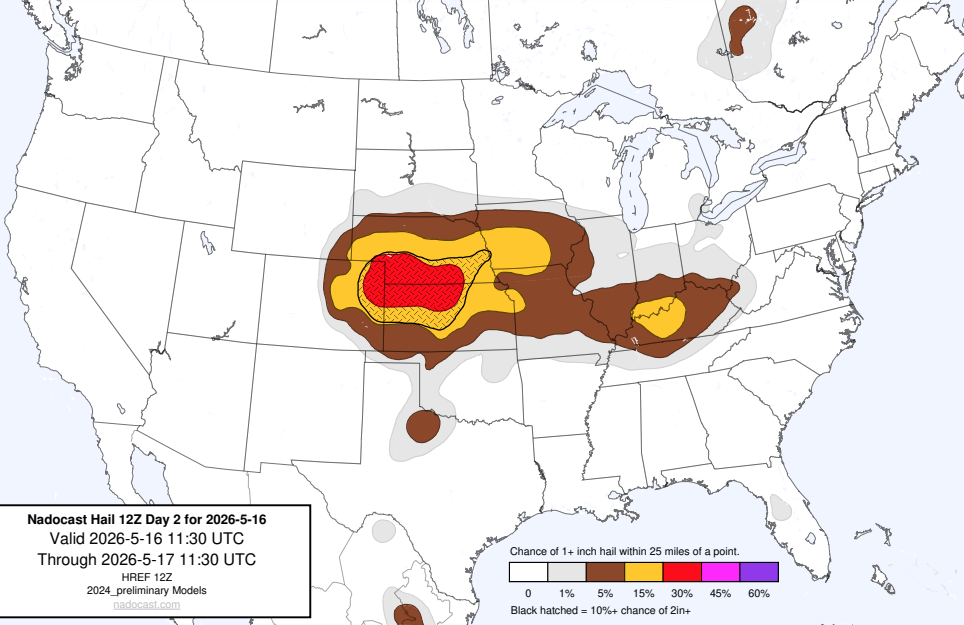 Nadocast Hail 12Z Day 2 for 2026-5-16
Valid 2026-5-16 11:30 UTC
Through 2026-5-17 11:30 UTC
HREF 12Z
2024_preliminary Models
nadocast.com
Chance of 1+ inch hail within 25 miles of a point.
0 1% 5% 15% 30% 45% 60%
Black hatched = 10%+ chance of 2in+